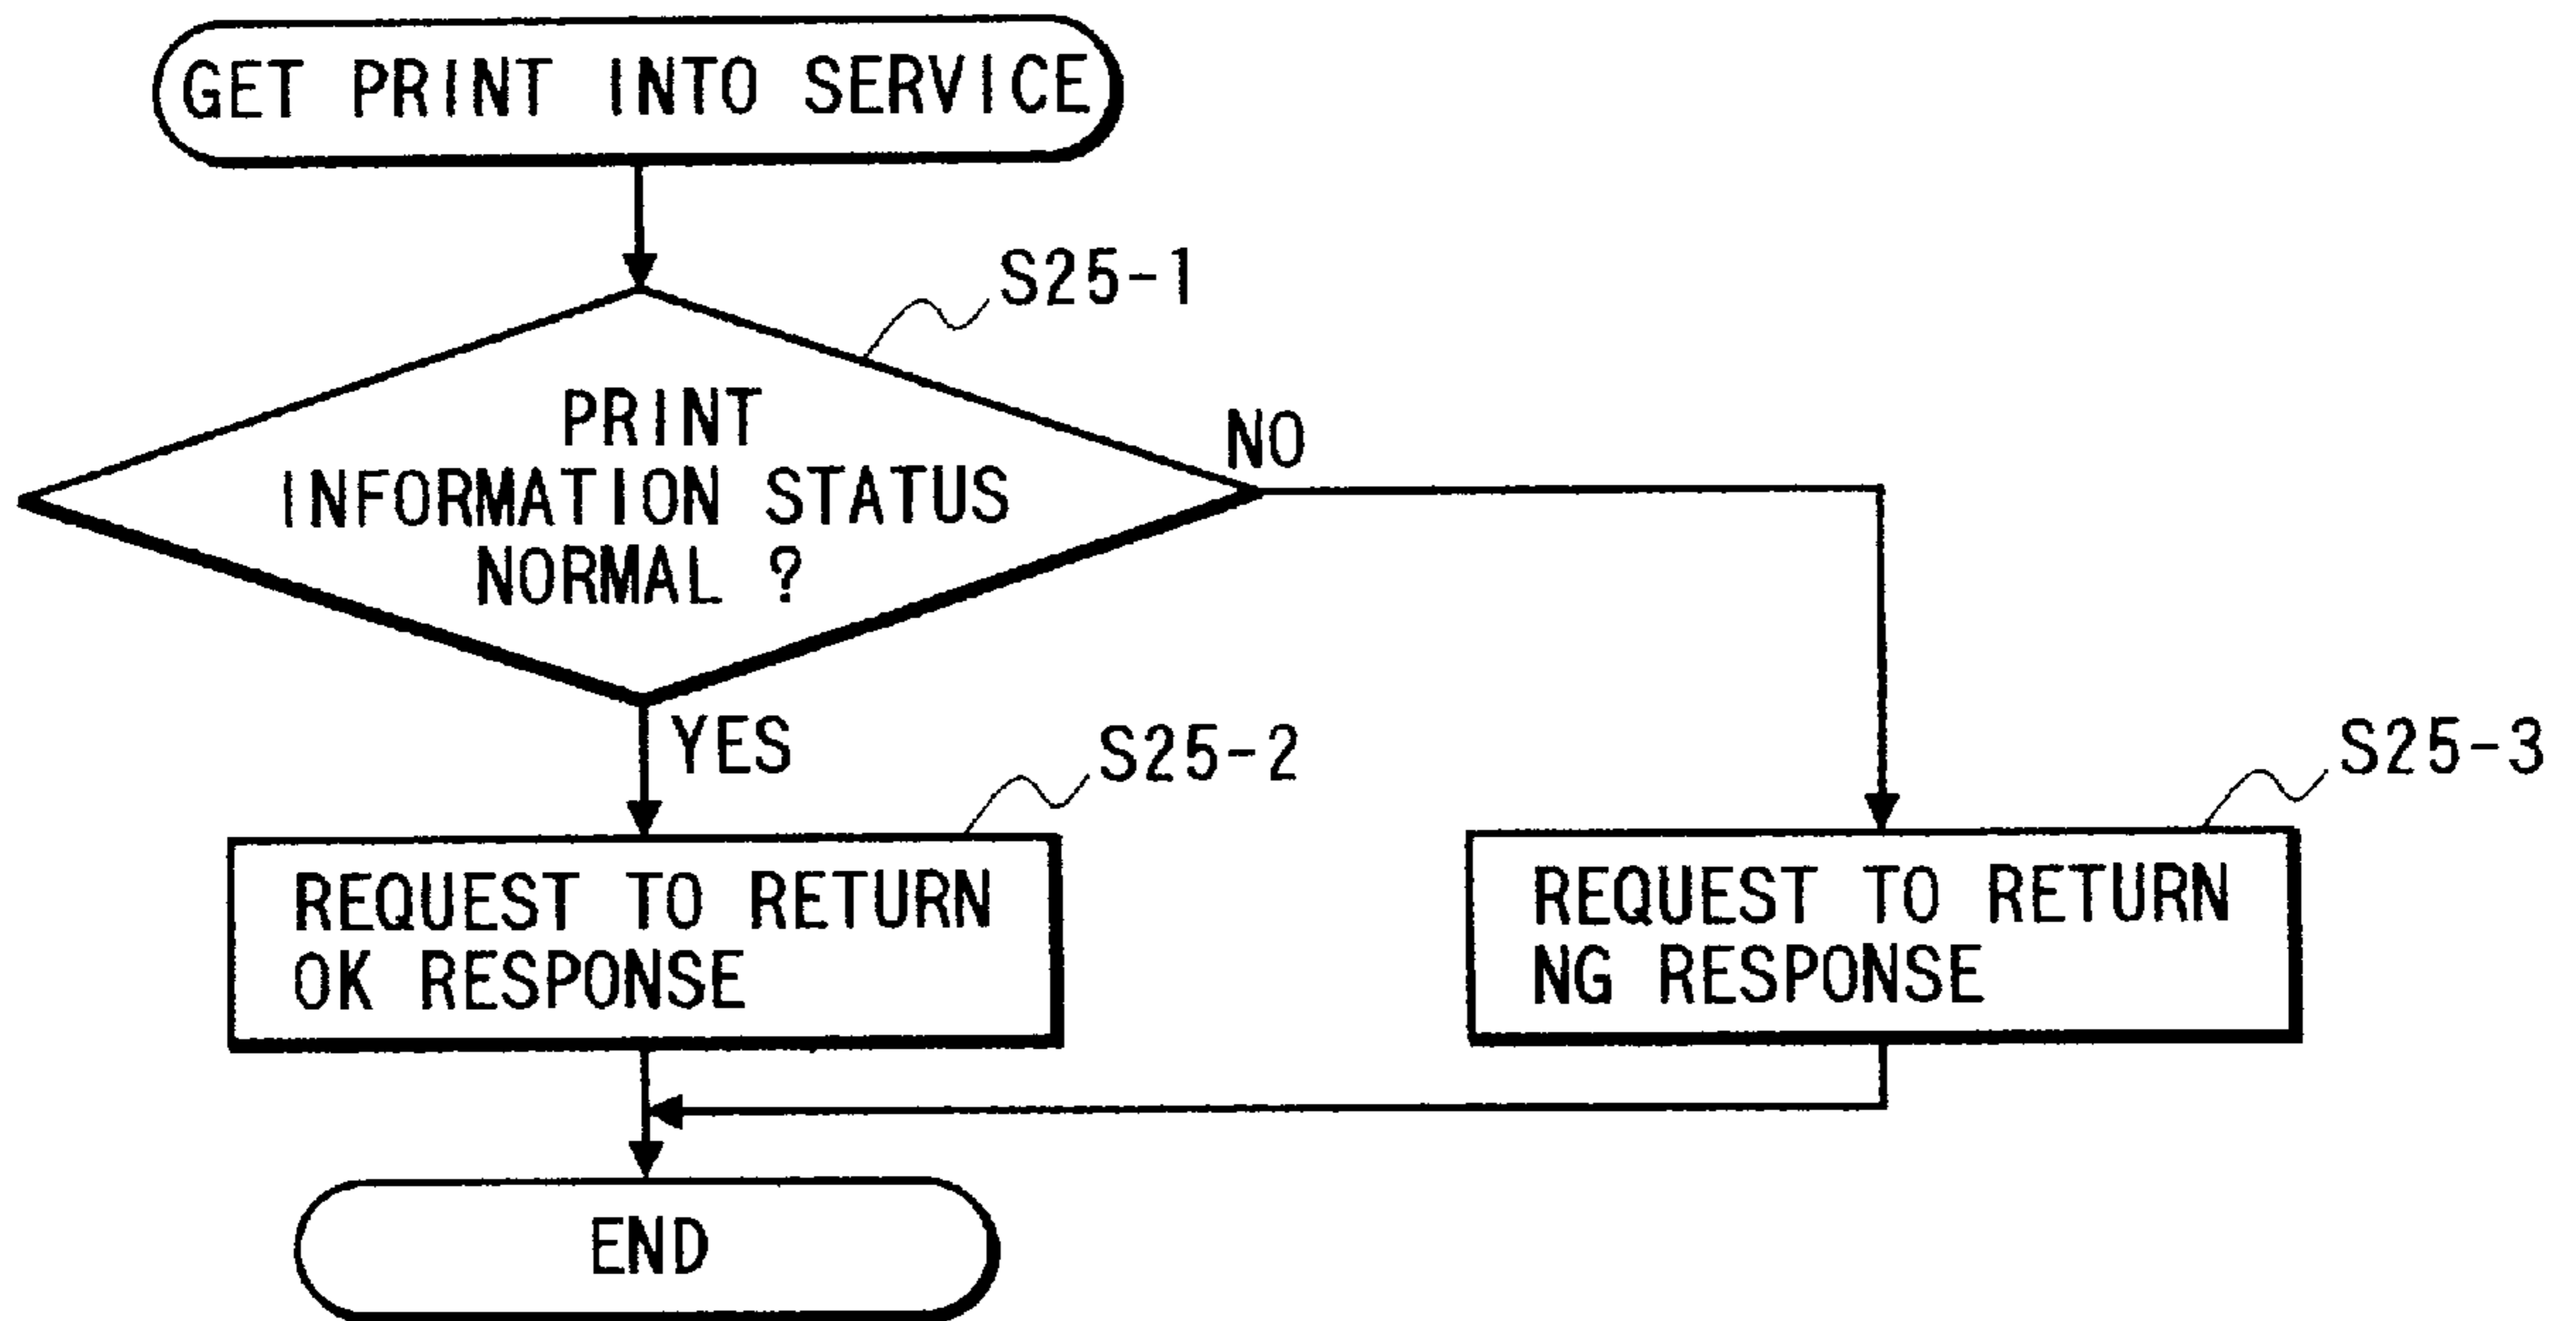 GET PRINT INTO SERVICE
S25-1
PRINT
INFORMATION STATUS
NORMAL ?
NO
YES
S25-2
REQUEST TO RETURN
OK RESPONSE
S25-3
REQUEST TO RETURN
NG RESPONSE
END